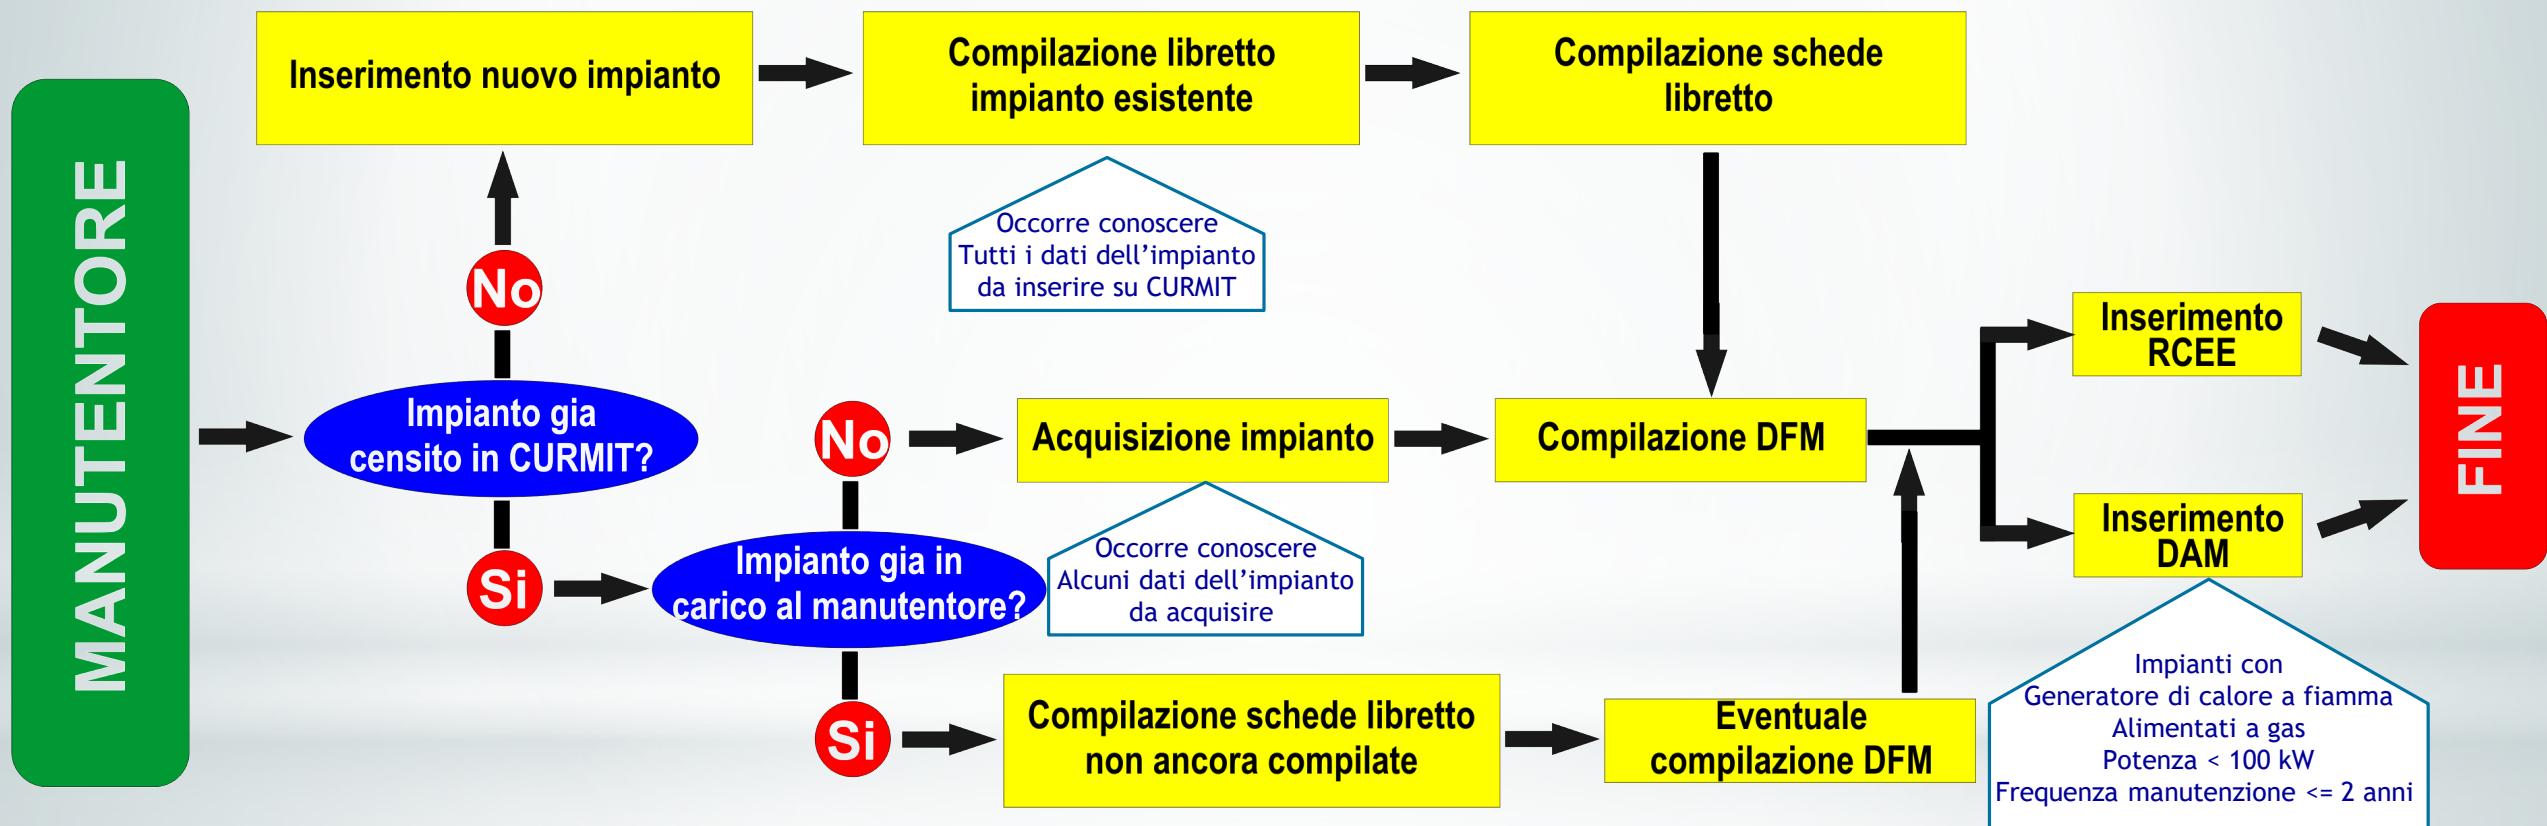 MANUTENTORE
Inserimento nuovo impianto
Compilazione libretto
impianto esistente
Compilazione schede
libretto
Occorre conoscere
Tutti i dati dell’impianto
da inserire su CURMIT
No
Impianto gia
censito in CURMIT?
Si
No
Acquisizione impianto
Compilazione DFM
Occorre conoscere
Alcuni dati dell’impianto
da acquisire
Impianto gia in
carico al manutentore?
Si
Compilazione schede libretto
non ancora compilate
Eventuale
compilazione DFM
Inserimento
RCEE
Inserimento
DAM
Impianti con
Generatore di calore a fiamma
Alimentati a gas
Potenza < 100 kW
Frequenza manutenzione <= 2 anni
FINE